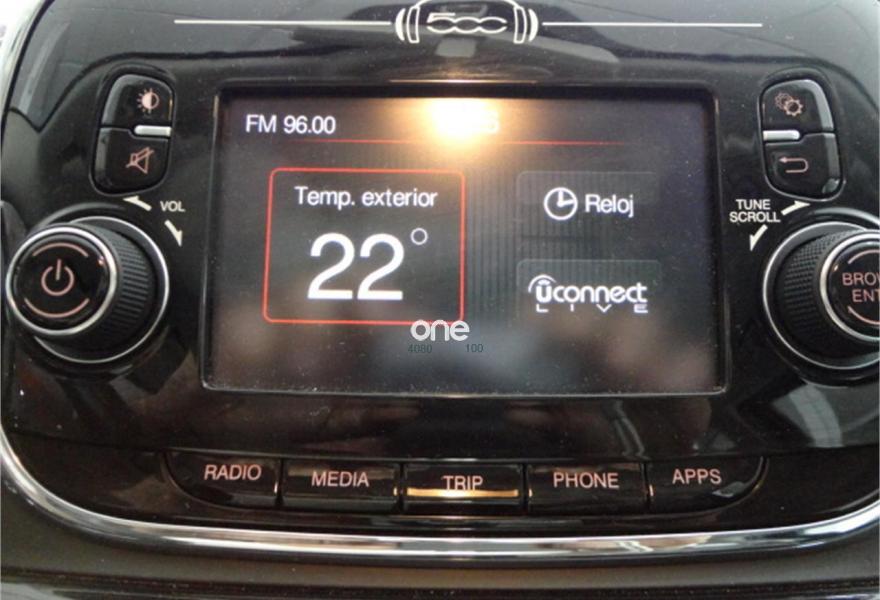 500
FM 96.00
VOL
Temp. exterior
22°
Reloj
TUNE
SCROLL
uconnect
LIVE
one
4080 100
RADIO
MEDIA
TRIP
PHONE
APPS